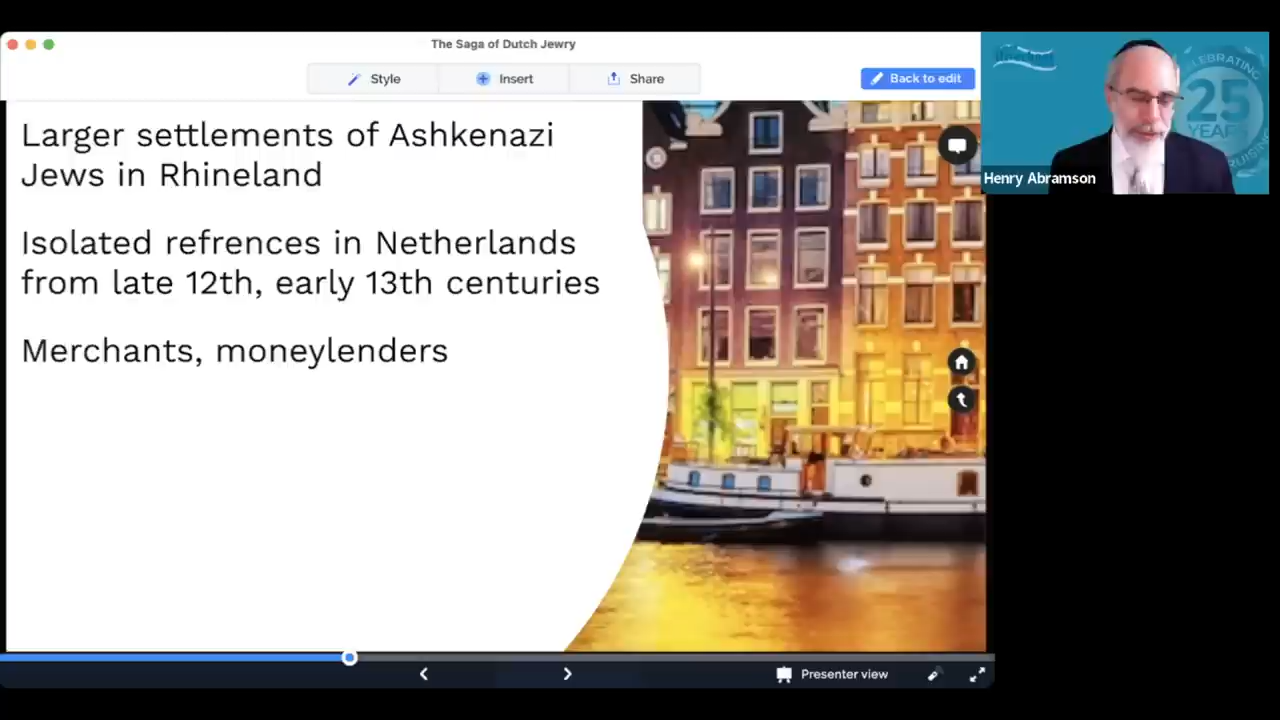 The Saga of Dutch Jewry
Style
Insert
Share
Back to edit
Larger settlements of Ashkenazi
Jews in Rhineland
Isolated refrences in Netherlands
from late 12th, early 13th centuries
Merchants, moneylenders
Presenter view
CELEBRATING
25
YEARS
Henry Abramson